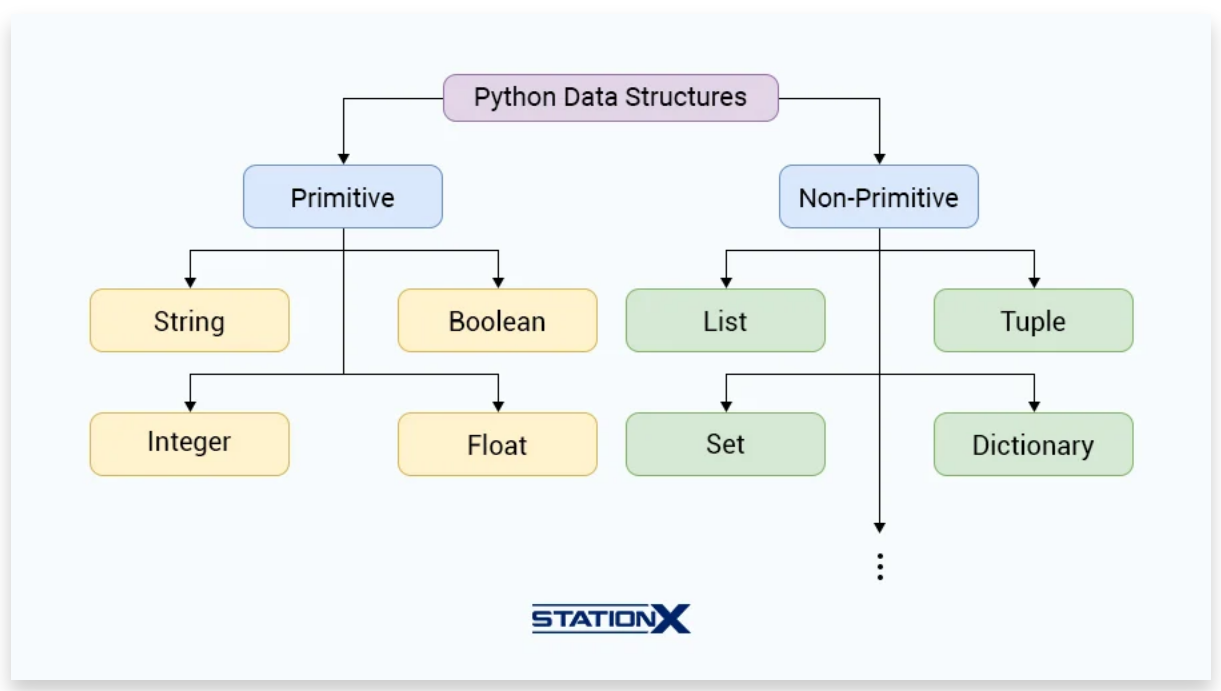 Python Data Structures
Primitive
Non-Primitive
String
Boolean
List
Tuple
Integer
Float
Set
Dictionary
STATIONX